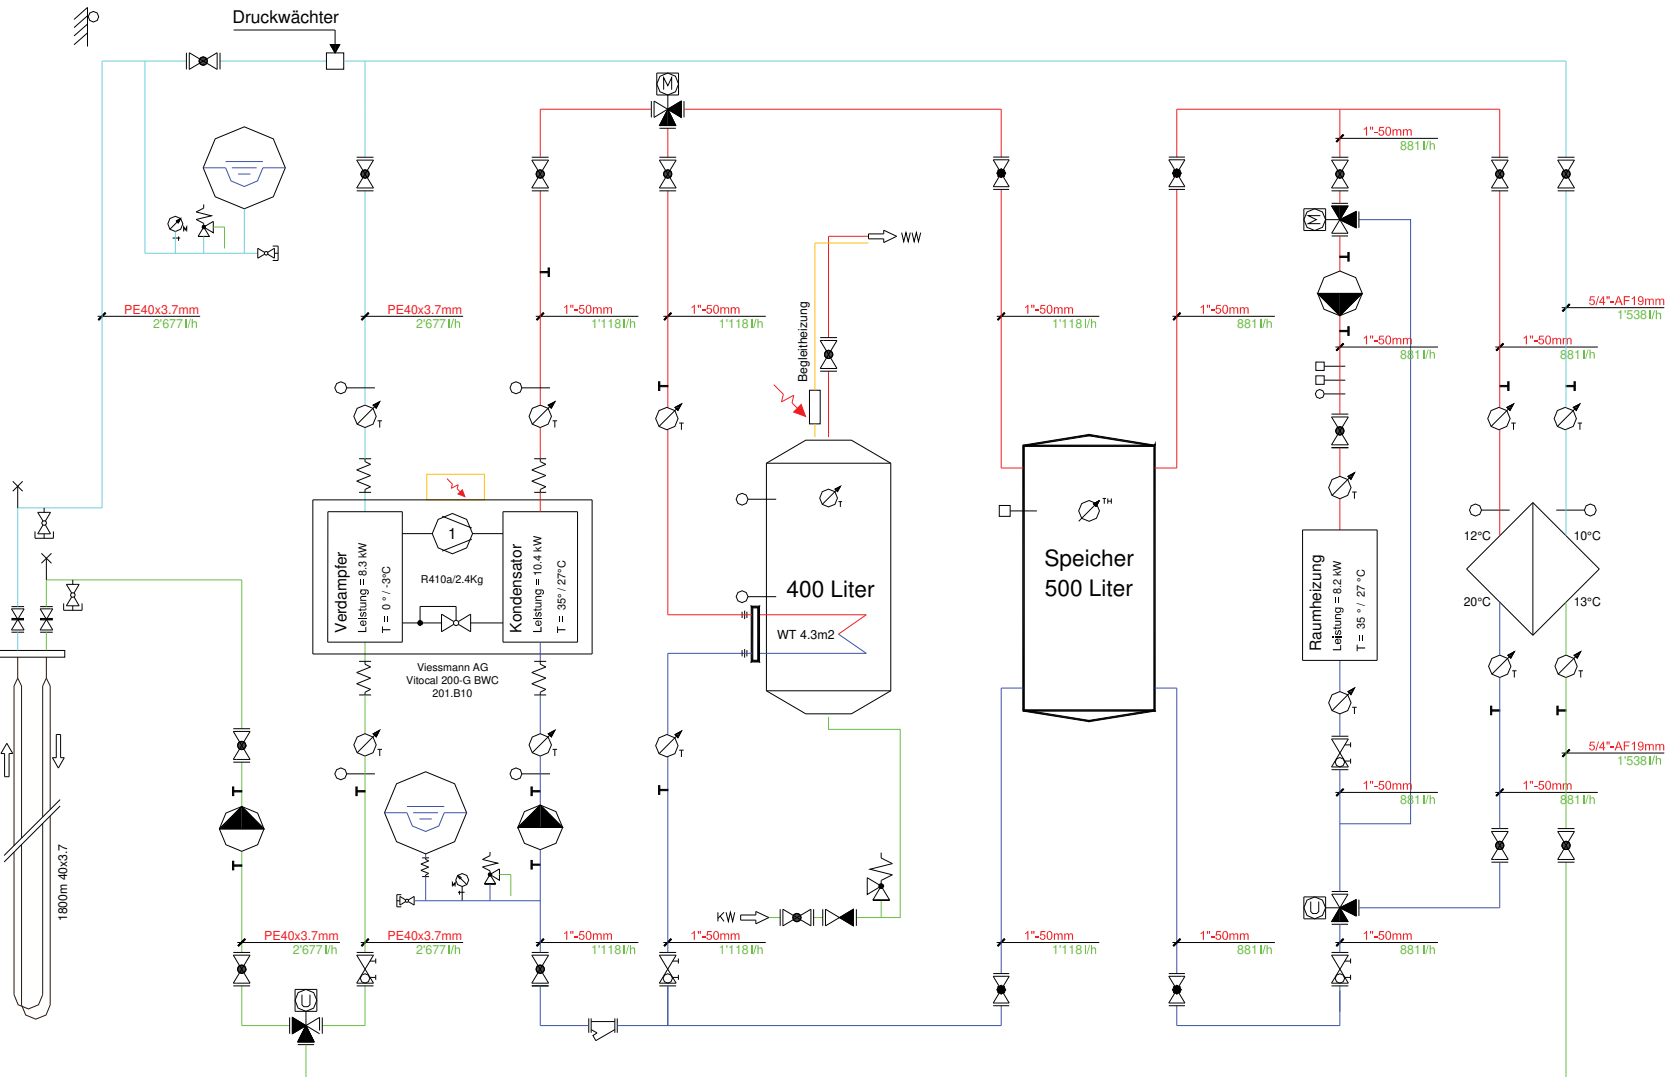 Druckwächter
M
1"-50mm
881 l/h
M
WW
M
M
PE40x3.7mm
2'677 l/h
PE40x3.7mm
2'677 l/h
1"-50mm
1'118 l/h
1"-50mm
1'118 l/h
1"-50mm
1'118 l/h
1"-50mm
881 l/h
5/4"-AF19mm
1'538 l/h
1"-50mm
881 l/h
1"-50mm
881 l/h
Begleitheizung
T
T
T
T
T
T
T
TH
T
Verdampfer
Leistung = 8.3 kW
T = 0 ° / -3°C
1
R410a/2.4Kg
Kondensator
Leistung = 10.4 kW
T = 35° / 27°C
400 Liter
WT 4.3m2
Speicher
500 Liter
Raumheizung
Leistung = 8.2 kW
T = 35 ° / 27 °C
12°C
10°C
20°C
13°C
Viessmann AG
Vitocal 200-G BWC
201.B10
T
T
T
T
T
T
5/4"-AF19mm
1'538 l/h
1"-50mm
881 l/h
1"-50mm
881 l/h
1800m 40x3.7
M
KW
U
PE40x3.7mm
2'677 l/h
PE40x3.7mm
2'677 l/h
1"-50mm
1'118 l/h
1"-50mm
1'118 l/h
1"-50mm
1'118 l/h
1"-50mm
881 l/h
1"-50mm
881 l/h
U